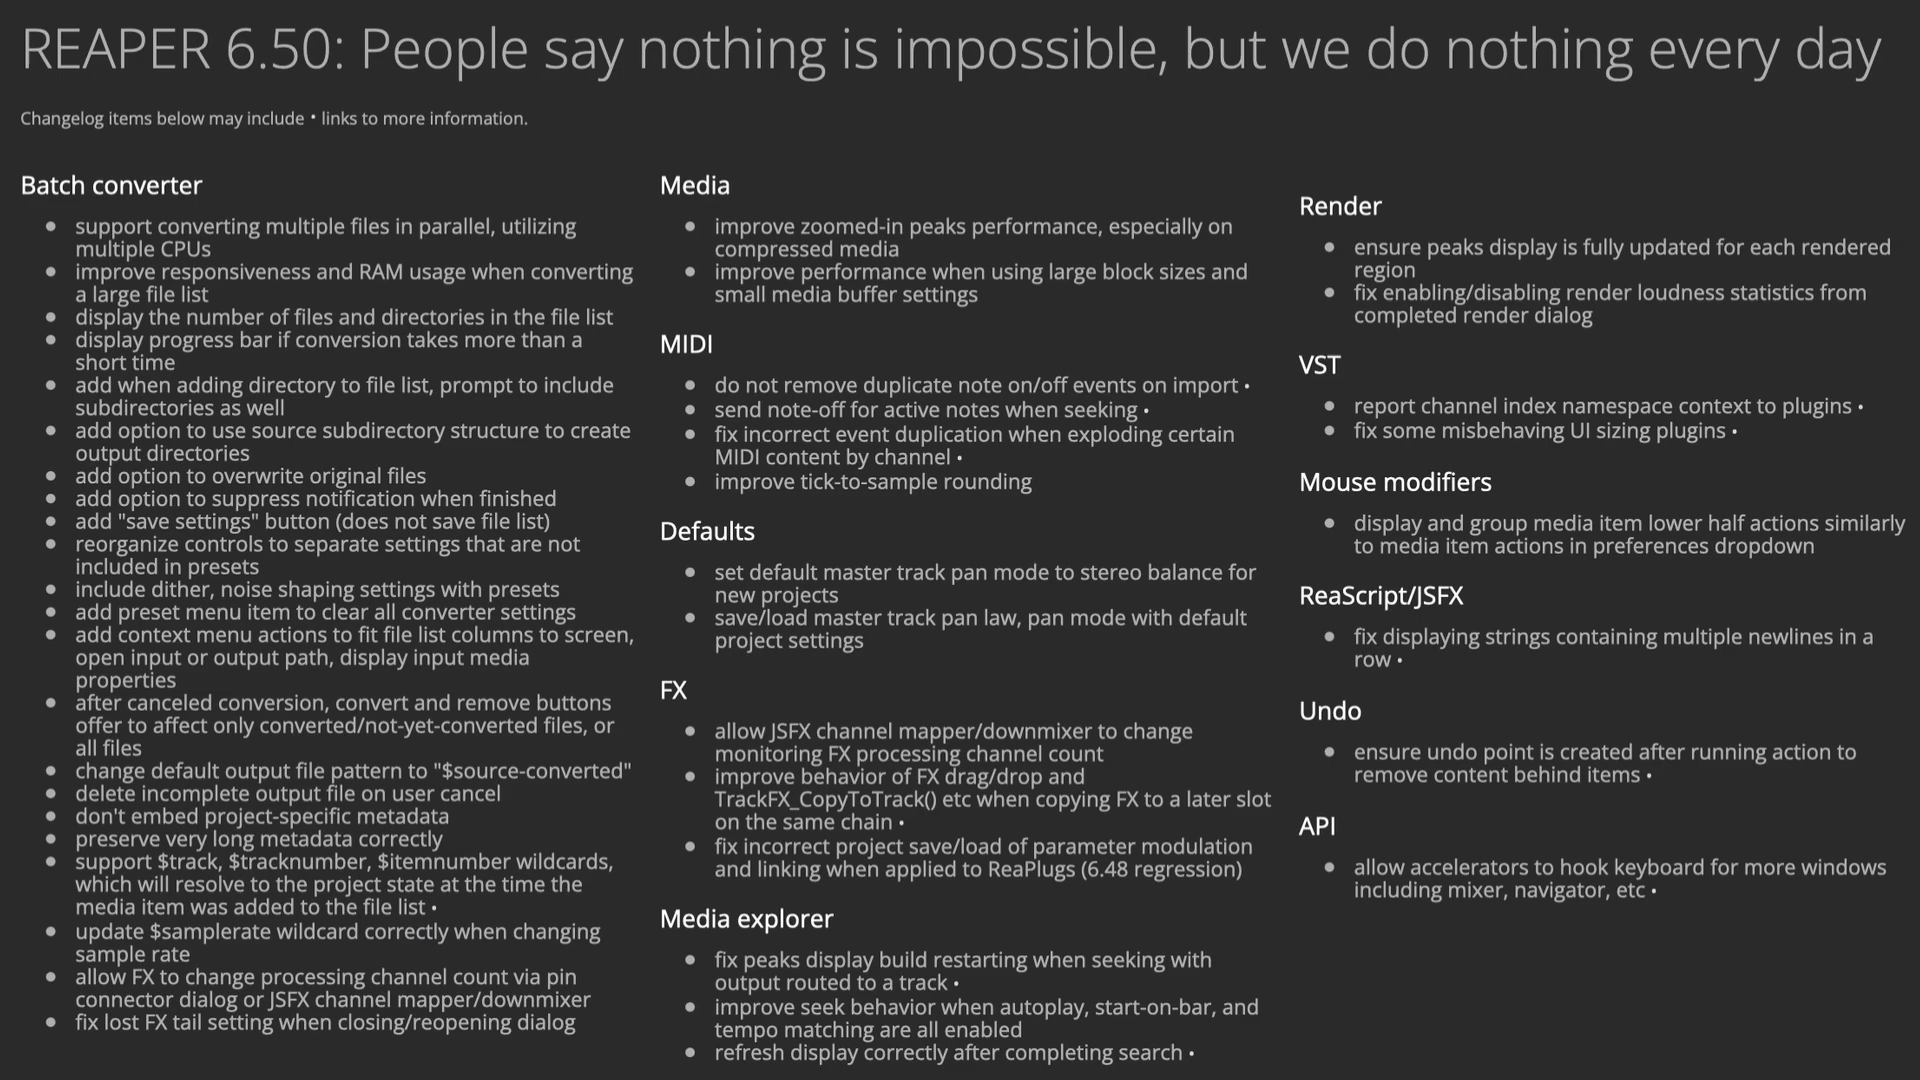 REAPER 6.50: People say nothing is impossible, but we do nothing every day
Changelog items below may include • links to more information.
Batch converter
• support converting multiple files in parallel, utilizing
multiple CPUs
• improve responsiveness and RAM usage when converting
a large file list
• display the number of files and directories in the file list
• display progress bar if conversion takes more than a
short time
• add when adding directory to file list, prompt to include
subdirectories as well
• add option to use source subdirectory structure to create
output directories
• add option to overwrite original files
• add option to suppress notification when finished
• add "save settings" button (does not save file list)
• reorganize controls to separate settings that are not
included in presets
• include dither, noise shaping settings with presets
• add preset menu item to clear all converter settings
• add context menu actions to fit file list columns to screen,
open input or output path, display input media
properties
• after canceled conversion, convert and remove buttons
offer to affect only converted/not-yet-converted files, or
all files
• change default output file pattern to "$source-converted"
• delete incomplete output file on user cancel
• don't embed project-specific metadata
• preserve very long metadata correctly
• support $track, $tracknumber, $itemnumber wildcards,
which will resolve to the project state at the time the
media item was added to the file list •
• update $samplerate wildcard correctly when changing
sample rate
• allow FX to change processing channel count via pin
connector dialog or JSFX channel mapper/downmixer
• fix lost FX tail setting when closing/reopening dialog
Media
• improve zoomed-in peaks performance, especially on
compressed media
• improve performance when using large block sizes and
small media buffer settings
MIDI
• do not remove duplicate note on/off events on import •
• send note-off for active notes when seeking •
• fix incorrect event duplication when exploding certain
MIDI content by channel •
• improve tick-to-sample rounding
Defaults
• set default master track pan mode to stereo balance for
new projects
• save/load master track pan law, pan mode with default
project settings
FX
• allow JSFX channel mapper/downmixer to change
monitoring FX processing channel count
• improve behavior of FX drag/drop and
TrackFX_CopyToTrack() etc when copying FX to a later slot
on the same chain •
• fix incorrect project save/load of parameter modulation
and linking when applied to ReaPlugs (6.48 regression)
Media explorer
• fix peaks display build restarting when seeking with
output routed to a track •
• improve seek behavior when autoplay, start-on-bar, and
tempo matching are all enabled
• refresh display correctly after completing search •
Render
• ensure peaks display is fully updated for each rendered
region
• fix enabling/disabling render loudness statistics from
completed render dialog
VST
• report channel index namespace context to plugins •
• fix some misbehaving UI sizing plugins •
Mouse modifiers
• display and group media item lower half actions similarly
to media item actions in preferences dropdown
ReaScript/JSFX
• fix displaying strings containing multiple newlines in a
row •
Undo
• ensure undo point is created after running action to
remove content behind items •
API
• allow accelerators to hook keyboard for more windows
including mixer, navigator, etc •